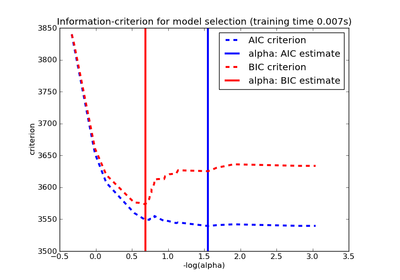 Information-criterion for model selection (training time 0.007s)
3850
3800
3750
3700
3650
3600
3550
3500
criterion
AIC criterion
alpha: AIC estimate
BIC criterion
alpha: BIC estimate
−0.5 0.0 0.5 1.0 1.5 2.0 2.5 3.0 3.5
-log(alpha)